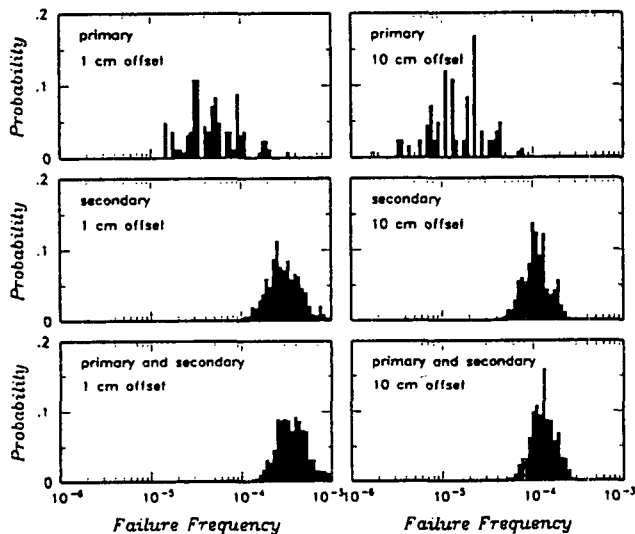 .2
primary
1 cm offset
.1
0
Probability
primary
10 cm offset
.2
secondary
1 cm offset
.1
0
Probability
secondary
10 cm offset
.2
primary and secondary
1 cm offset
.1
0
Probability
primary and secondary
10 cm offset
10⁻⁶ 10⁻⁵ 10⁻⁴ 10⁻³ 10⁻⁶ 10⁻⁵ 10⁻⁴ 10⁻³
Failure Frequency Failure Frequency